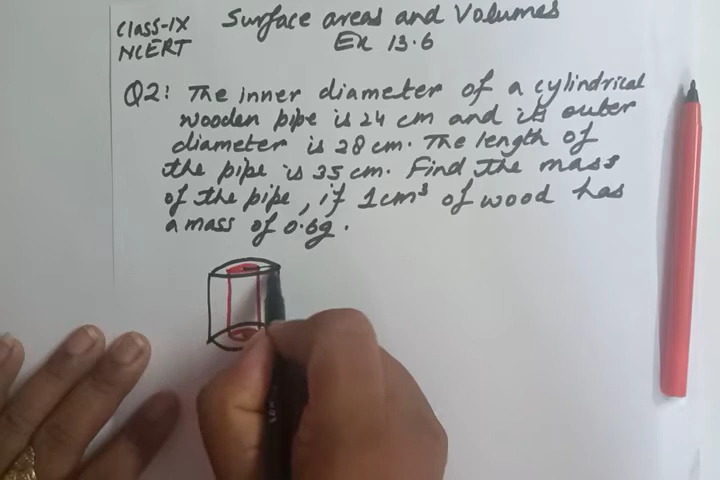 Class-IX
NCERT
Surface areas and Volumes
Ex 13.6
Q2: The inner diameter of a cylindrical
wooden pipe is 24 cm and its outer
diameter is 28 cm. The length of
the pipe is 35 cm. Find the mass
of the pipe, if 1cm³ of wood has
a mass of 0.6g.